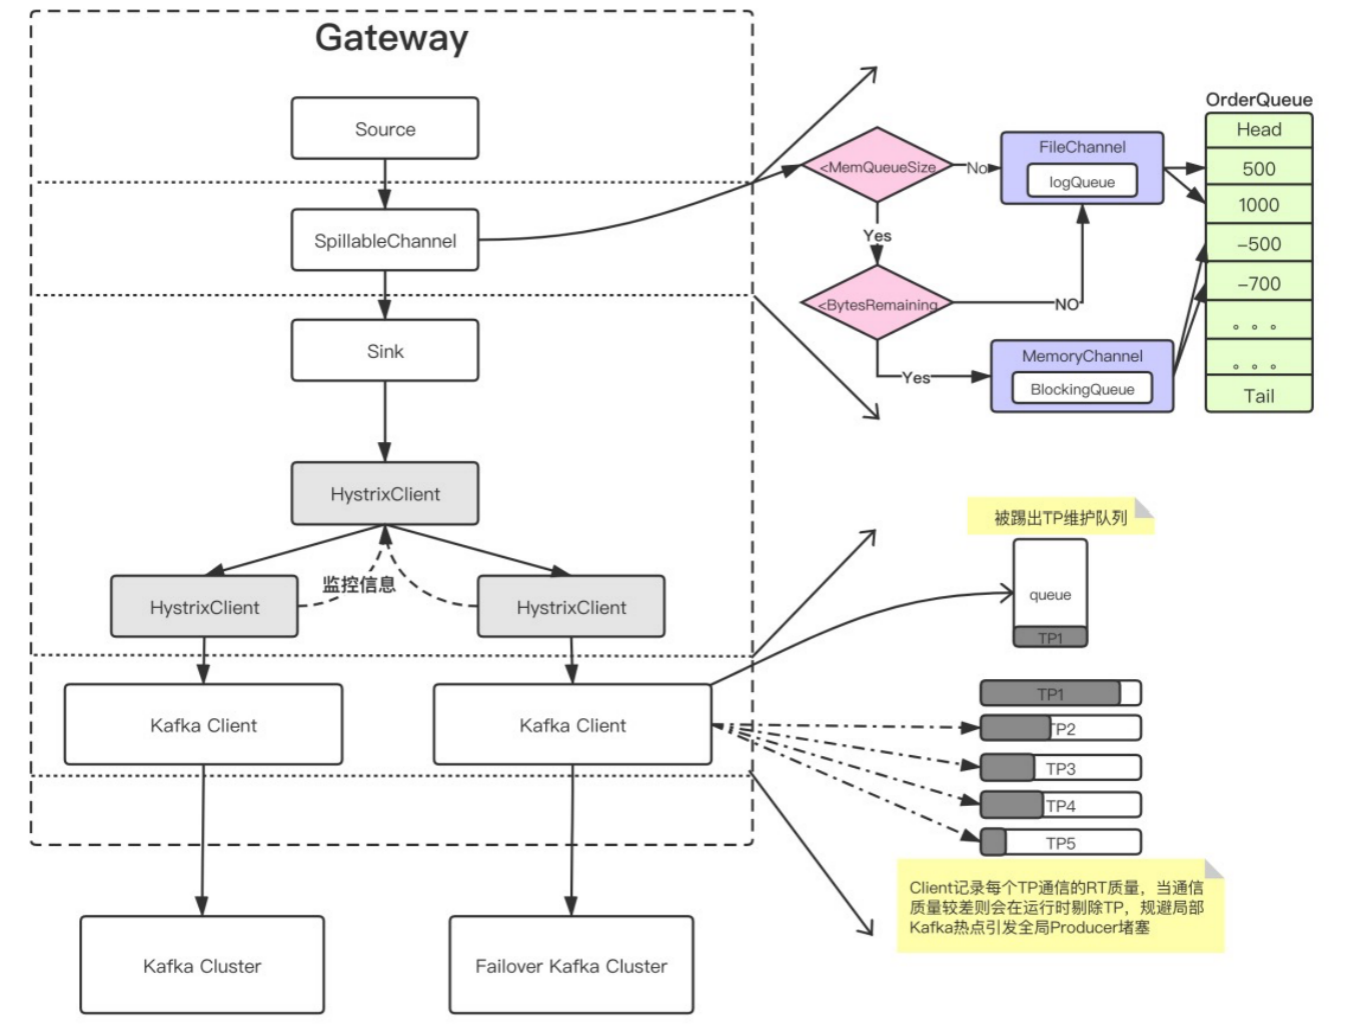 Gateway
Source
SpillableChannel
Sink
HystrixClient
监控信息
HystrixClient
HystrixClient
Kafka Client
Kafka Client
Kafka Cluster
Failover Kafka Cluster
<MemQueueSize
No
Yes
<BytesRemaining
NO
Yes
FileChannel
logQueue
MemoryChannel
BlockingQueue
OrderQueue
Head
500
1000
-500
-700
。。。
。。。
Tail
被踢出TP维护队列
queue
TP1
TP1
TP2
TP3
TP4
TP5
Client记录每个TP通信的RT质量，当通信
质量较差则会在运行时剔除TP，规避局部
Kafka热点引发全局Producer堵塞